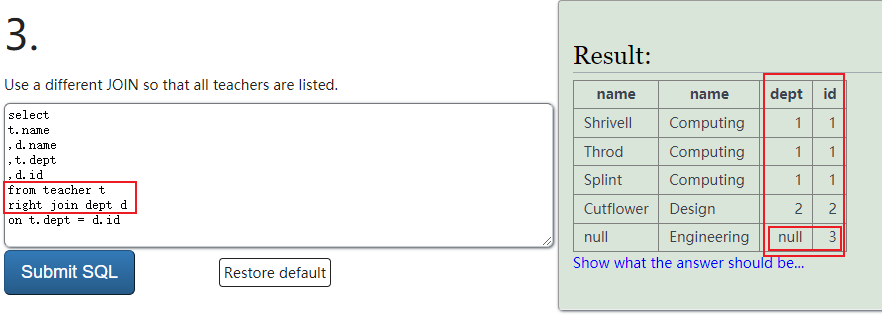 3.
Use a different JOIN so that all teachers are listed.
select
t.name
,d.name
,t.dept
,d.id
from teacher t
right join dept d
on t.dept = d.id
Submit SQL
Restore default
Result:
name name dept id
Shrivell Computing 1 1
Throd Computing 1 1
Splint Computing 1 1
Cutflower Design 2 2
null Engineering null 3
Show what the answer should be...